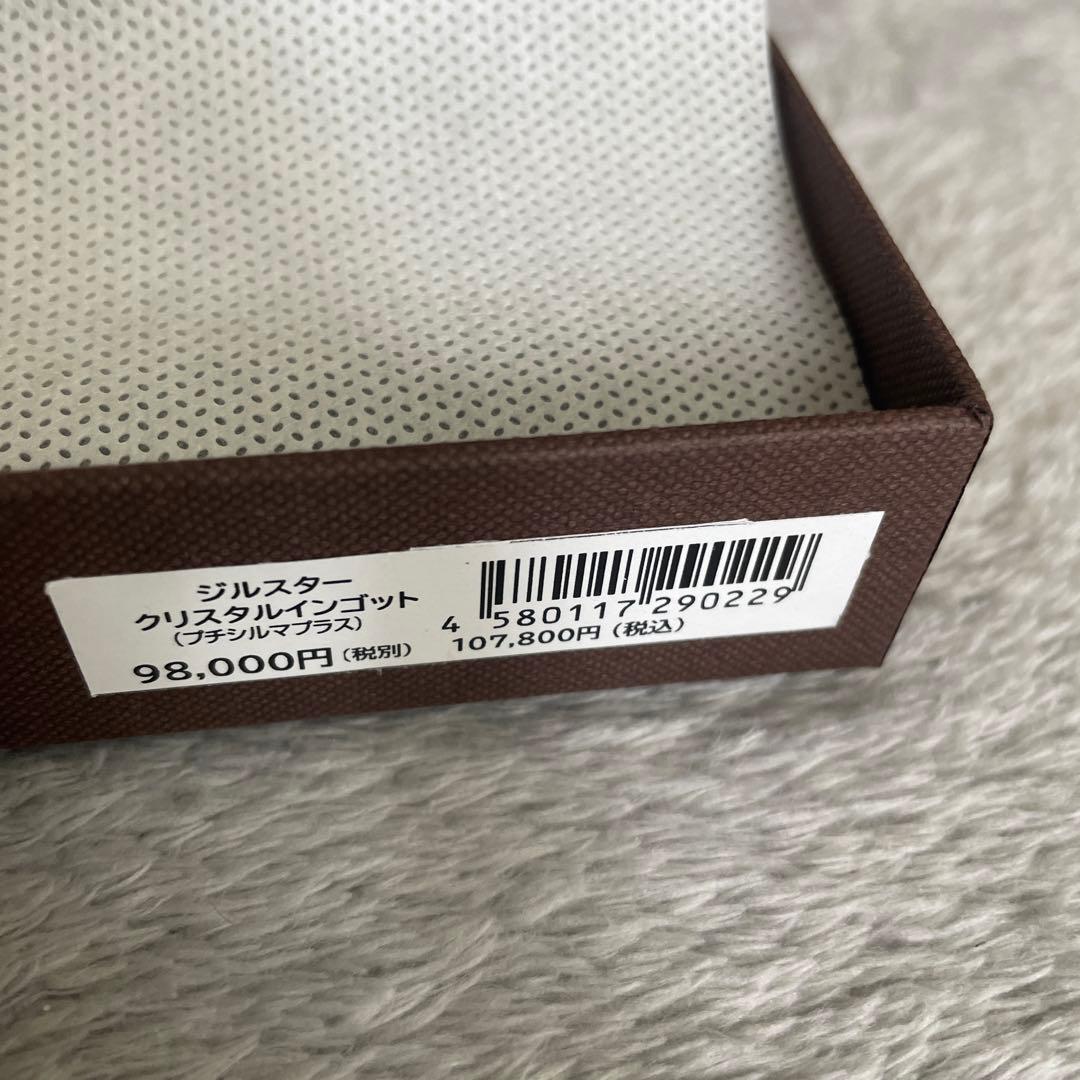 ジルスター
クリスタルインゴット
(プチシルマプラス)
98,000円(税別)
4 580117 290229
107,800円(税込)